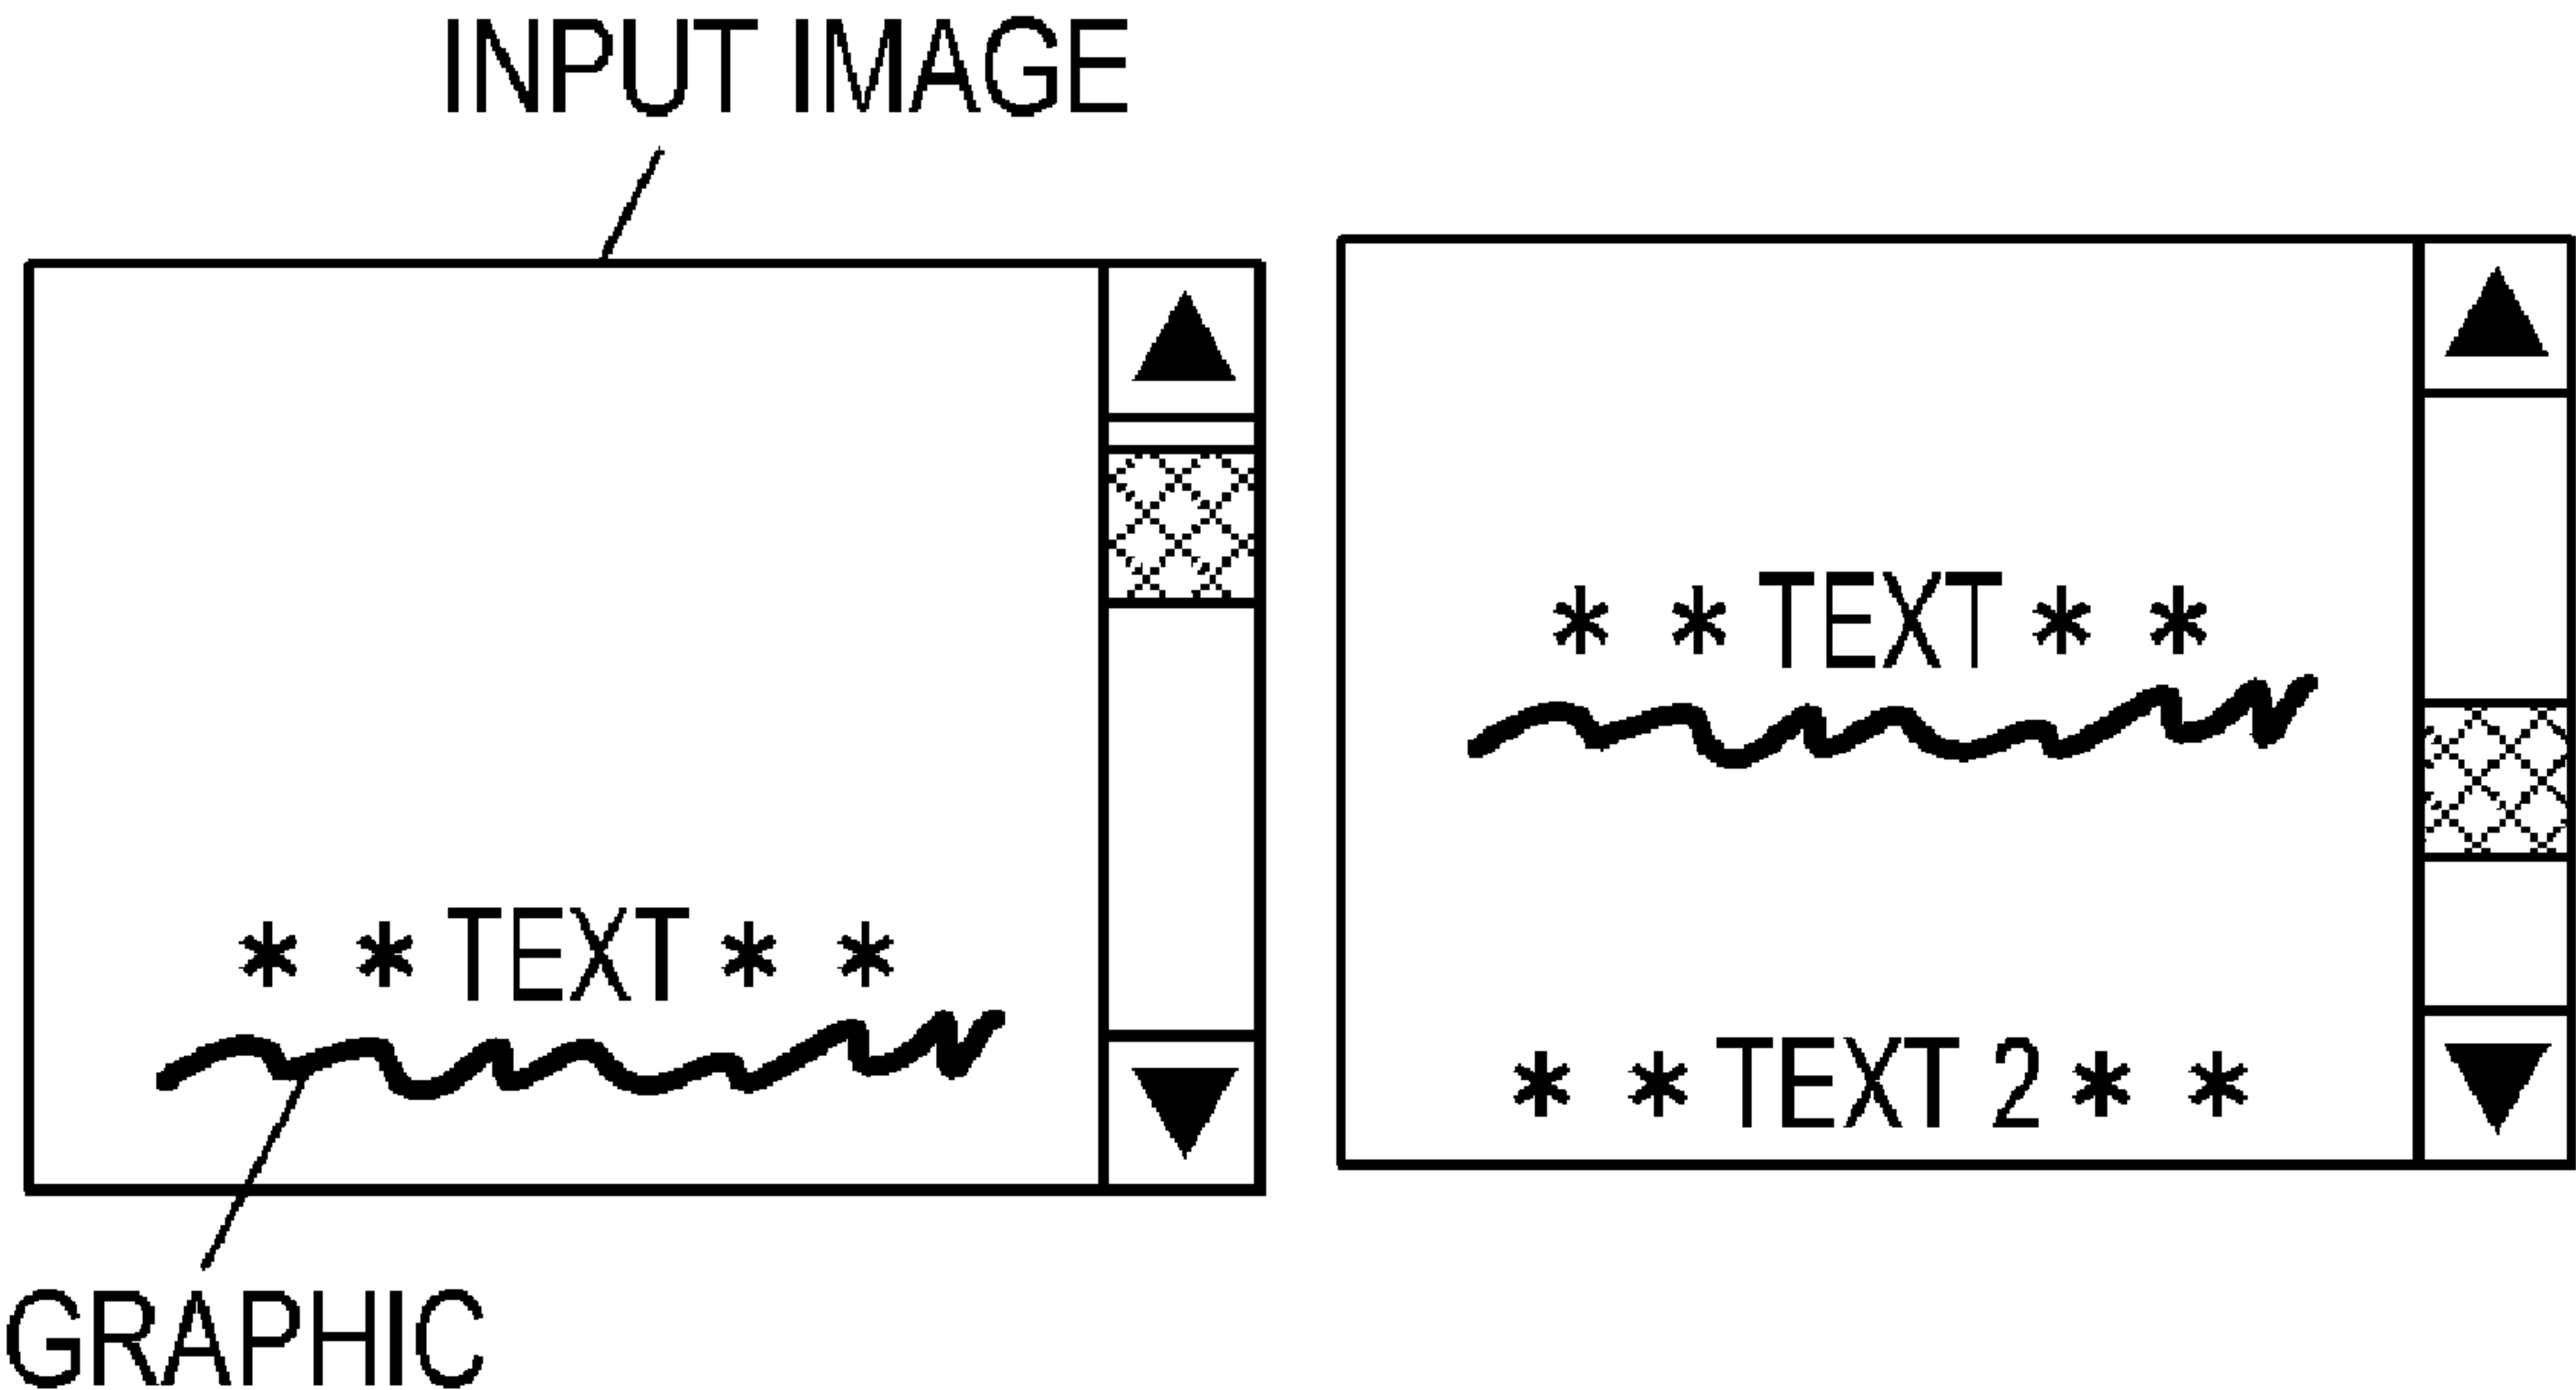 INPUT IMAGE
* * TEXT * *
GRAPHIC
* * TEXT * *
* * TEXT 2 * *